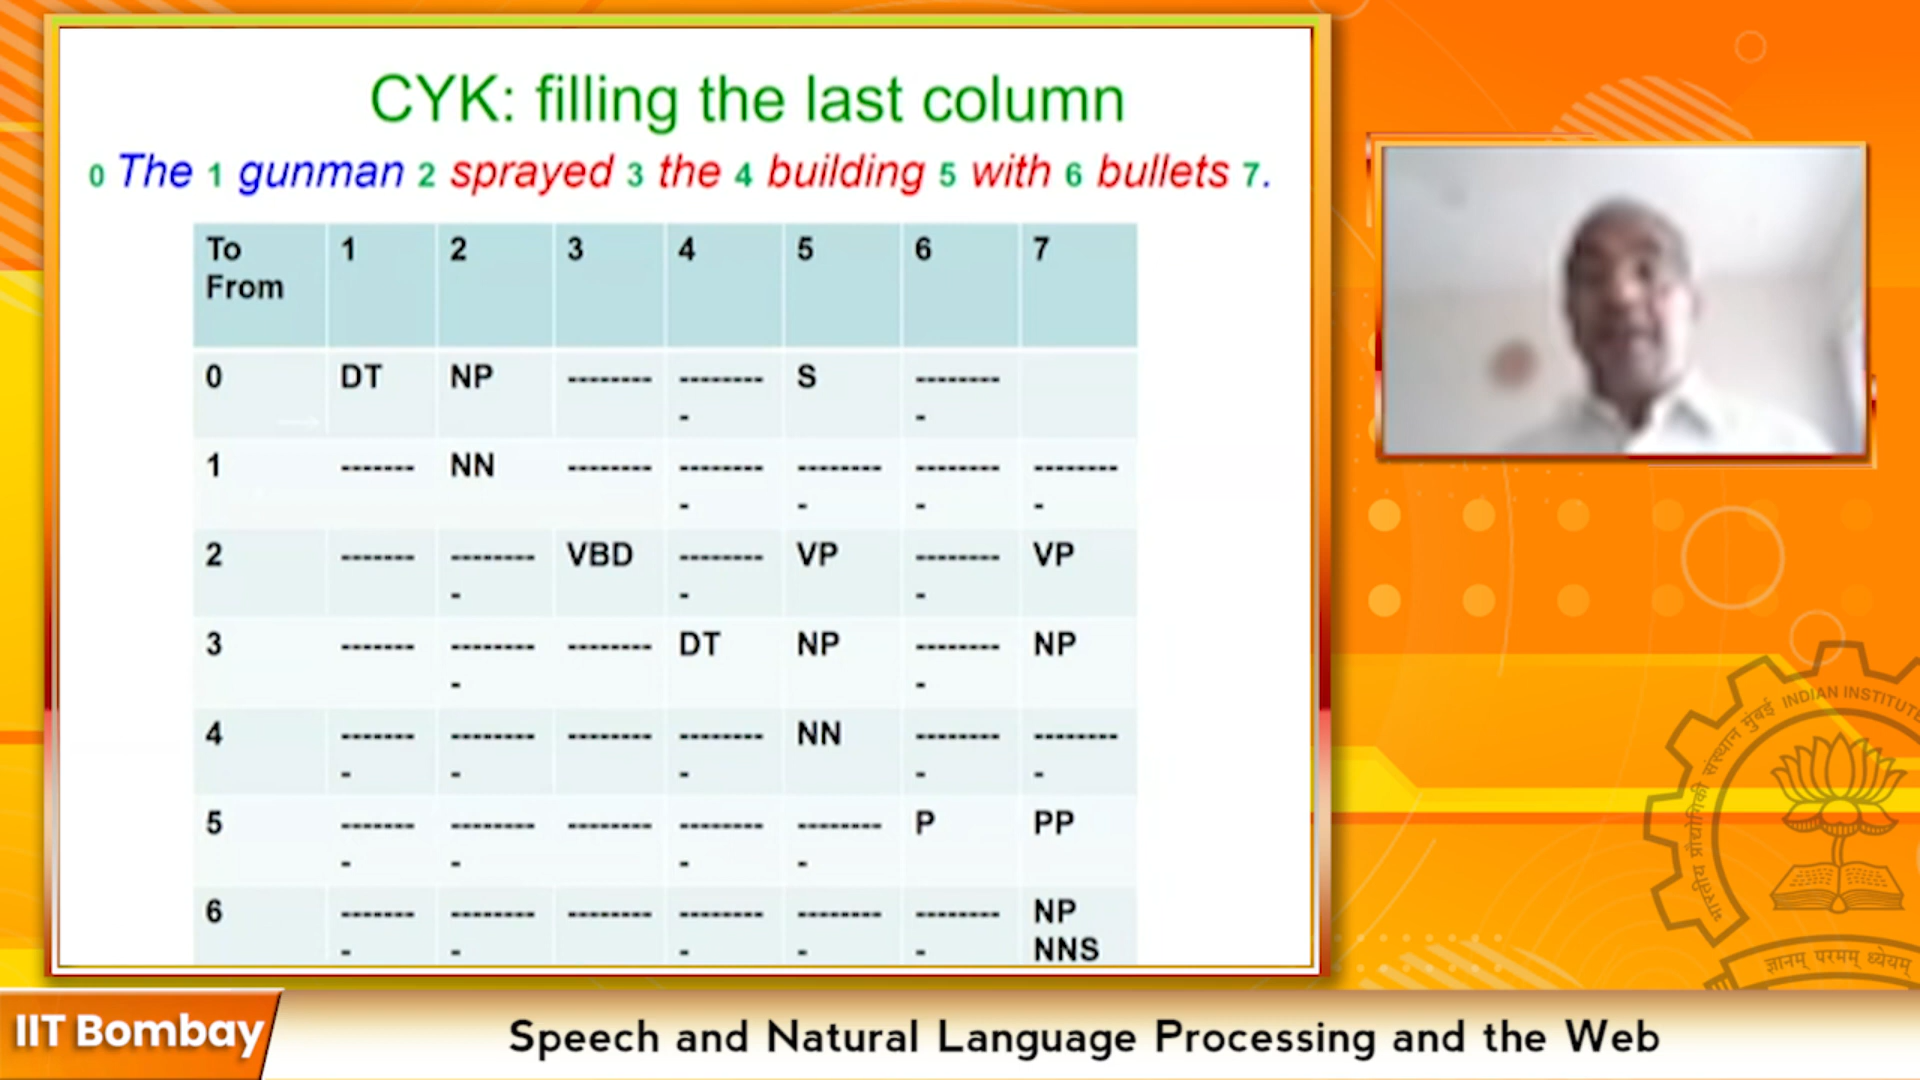 CYK: filling the last column
0 The 1 gunman 2 sprayed 3 the 4 building 5 with 6 bullets 7.
To From 1 2 3 4 5 6 7
0 DT NP -------- --------- S ---------
1 ------- NN -------- --------- --------- --------- ---------
2 ------- --------- VBD --------- VP --------- VP
3 ------- --------- -------- DT NP --------- NP
4 -------- --------- -------- --------- NN --------- ---------
5 -------- --------- -------- --------- --------- P PP
6 -------- --------- -------- --------- --------- --------- NP NNS
भारतीय प्रौद्योगिकी संस्थान मुंबई INDIAN INSTITUTE
ज्ञानम् परमम् ध्येयम्
IIT Bombay
Speech and Natural Language Processing and the Web